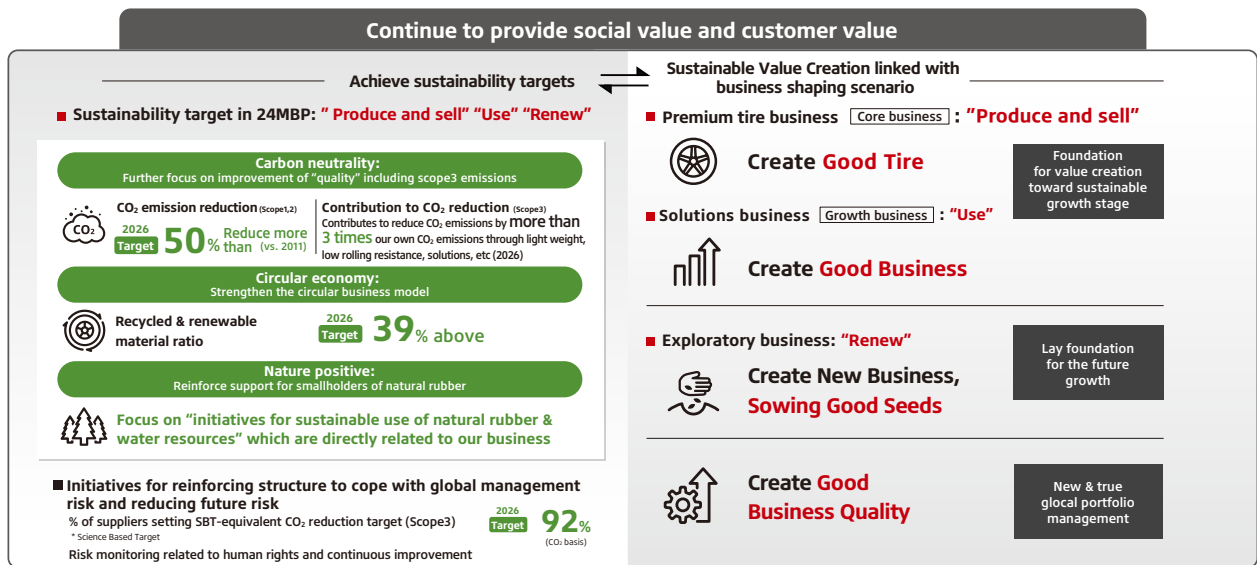 Continue to provide social value and customer value
Achieve sustainability targets
■ Sustainability target in 24MBP: ” Produce and sell” “Use” “Renew”
Carbon neutrality:
Further focus on improvement of “quality” including scope3 emissions
CO₂
CO₂ emission reduction (Scope1,2)
2026
Target
50% Reduce more than (vs. 2011)
Contribution to CO₂ reduction (Scope3)
Contributes to reduce CO₂ emissions by more than
3 times our own CO₂ emissions through light weight,
low rolling resistance, solutions, etc (2026)
Circular economy:
Strengthen the circular business model
Recycled & renewable
material ratio
2026
Target
39% above
Nature positive:
Reinforce support for smallholders of natural rubber
Focus on “initiatives for sustainable use of natural rubber &
water resources” which are directly related to our business
■ Initiatives for reinforcing structure to cope with global management
risk and reducing future risk
% of suppliers setting SBT-equivalent CO₂ reduction target (Scope3)
* Science Based Target
2026
Target
92%
(CO₂ basis)
Risk monitoring related to human rights and continuous improvement
Sustainable Value Creation linked with
business shaping scenario
■ Premium tire business Core business : ”Produce and sell”
Create Good Tire
Foundation
for value creation
toward sustainable
growth stage
■ Solutions business Growth business : “Use”
Create Good Business
■ Exploratory business: “Renew”
Create New Business,
Sowing Good Seeds
Lay foundation
for the future
growth
Create Good
Business Quality
New & true
glocal portfolio
management